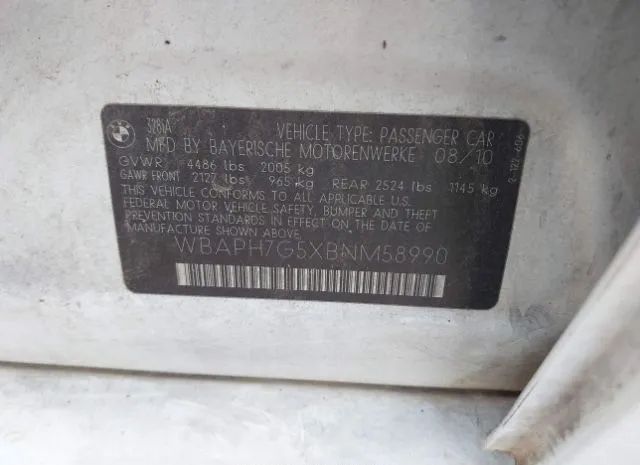 BMW
328iA
VEHICLE TYPE: PASSENGER CAR
MFD BY BAYERISCHE MOTORENWERKE 08/10
GVWR 4486 lbs 2005 kg
GAWR FRONT 2127 lbs 965 kg REAR 2524 lbs 1145 kg
THIS VEHICLE CONFORMS TO ALL APPLICABLE U.S.
FEDERAL MOTOR VEHICLE SAFETY, BUMPER AND THEFT
PREVENTION STANDARDS IN EFFECT ON THE DATE OF
MANUFACTURE SHOWN ABOVE.
WBAPH7G5XBNM58990